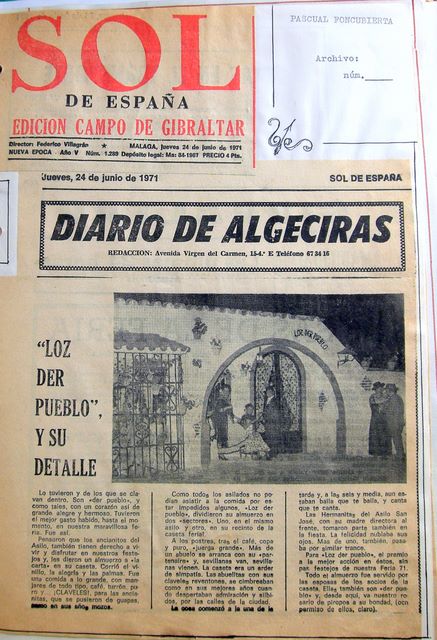 SOL
DE ESPAÑA
EDICION CAMPO DE GIBRALTAR
Director: Federico Villagrán ★ MALAGA, jueves 24 de junio de 1971
NUEVA EPOCA Año V Núm. 1.289 Depósito legal: Ma: 84-1967 PRECIO 4 Pts.
PASCUAL FONCUBIERTA
Archivo:
núm.
Jueves, 24 de junio de 1971 SOL DE ESPAÑA
DIARIO DE ALGECIRAS
REDACCION: Avenida Virgen del Carmen, 15-4.º E Teléfono 67 34 16
LOZ DER PUEBLO
"LOZ
DER
PUEBLO",
Y SU
DETALLE
Lo tuvieron y de los que se cla
van dentro. Son «der pueblo», y
como tales, con un corazón así de
grande, alegre y hermoso. Tuvieron
el mejor gasto habido, hasta el mo
mento, en nuestra maravillosa fe
ria. Fue así.
Pensaron que los ancianitos del
Asilo, también tienen derecho a vi
vir y disfrutar en nuestros festejos
y, les dieron un almuerzo
en su caseta. Corrió el vi
nillo, la alegría y las palmas. Fue
una comida a lo grande, con man
jares de todo tipo, café, turrón, pu
ro y... ¡CLAVELES!, para las ancia
nitas, que se pusieron de guapas,
como en sus años mozos.
Como todos los asilados no po
dían asistir a la comida por es
tar impedidos algunos, «Loz der
pueblo», dividieron su almuerzo en
dos «sectores». Uno, en el mismo
asilo y otro, en su recinto de la
caseta ferial.
A los postres, tras el café, copa
y puro, «juerga grande». Más de
un abuelo se arranca con su «par
tenaire» y, sevillanas van, sevilla
nas vienen. La caseta es un arder
de simpatía. Las abuelitas con sus
claveles reventones, se cimbreaban
como en sus mejores años cuan
do despertaban admiración y silbi
dos, por las calles de la ciudad.
La cosa comenzó a la una de la
tarde y, a las seis y media, aun es
taban baila que te baila, y canta
que te canta.
Las Hermanitas del Asilo San
José, con su madre directora al
frente, tomaron parte también en
la fiesta. La felicidad nublaba sus
ojos. Mas de uno, también, pasa
ba por similar trance.
Para «Loz der pueblo», el premio
a la mejor acción en éstos, sin
pas festejos de nuestra Feria 71.
Todo el almuerzo fue servido por
las esposas de los socios de la
caseta. Ellas también son «der pue
blo» y, desde aquí, va nuestro ro
sario de piropos a su bondad, (con
permiso de ellos, claro).